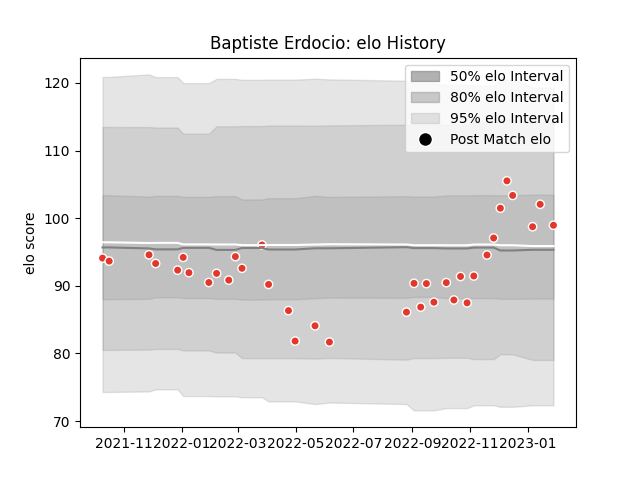 Baptiste Erdocio: elo History
50% elo Interval
80% elo Interval
95% elo Interval
Post Match elo
elo score
120
110
100
90
80
70
2021-11 2022-01 2022-03 2022-05 2022-07 2022-09 2022-11 2023-01